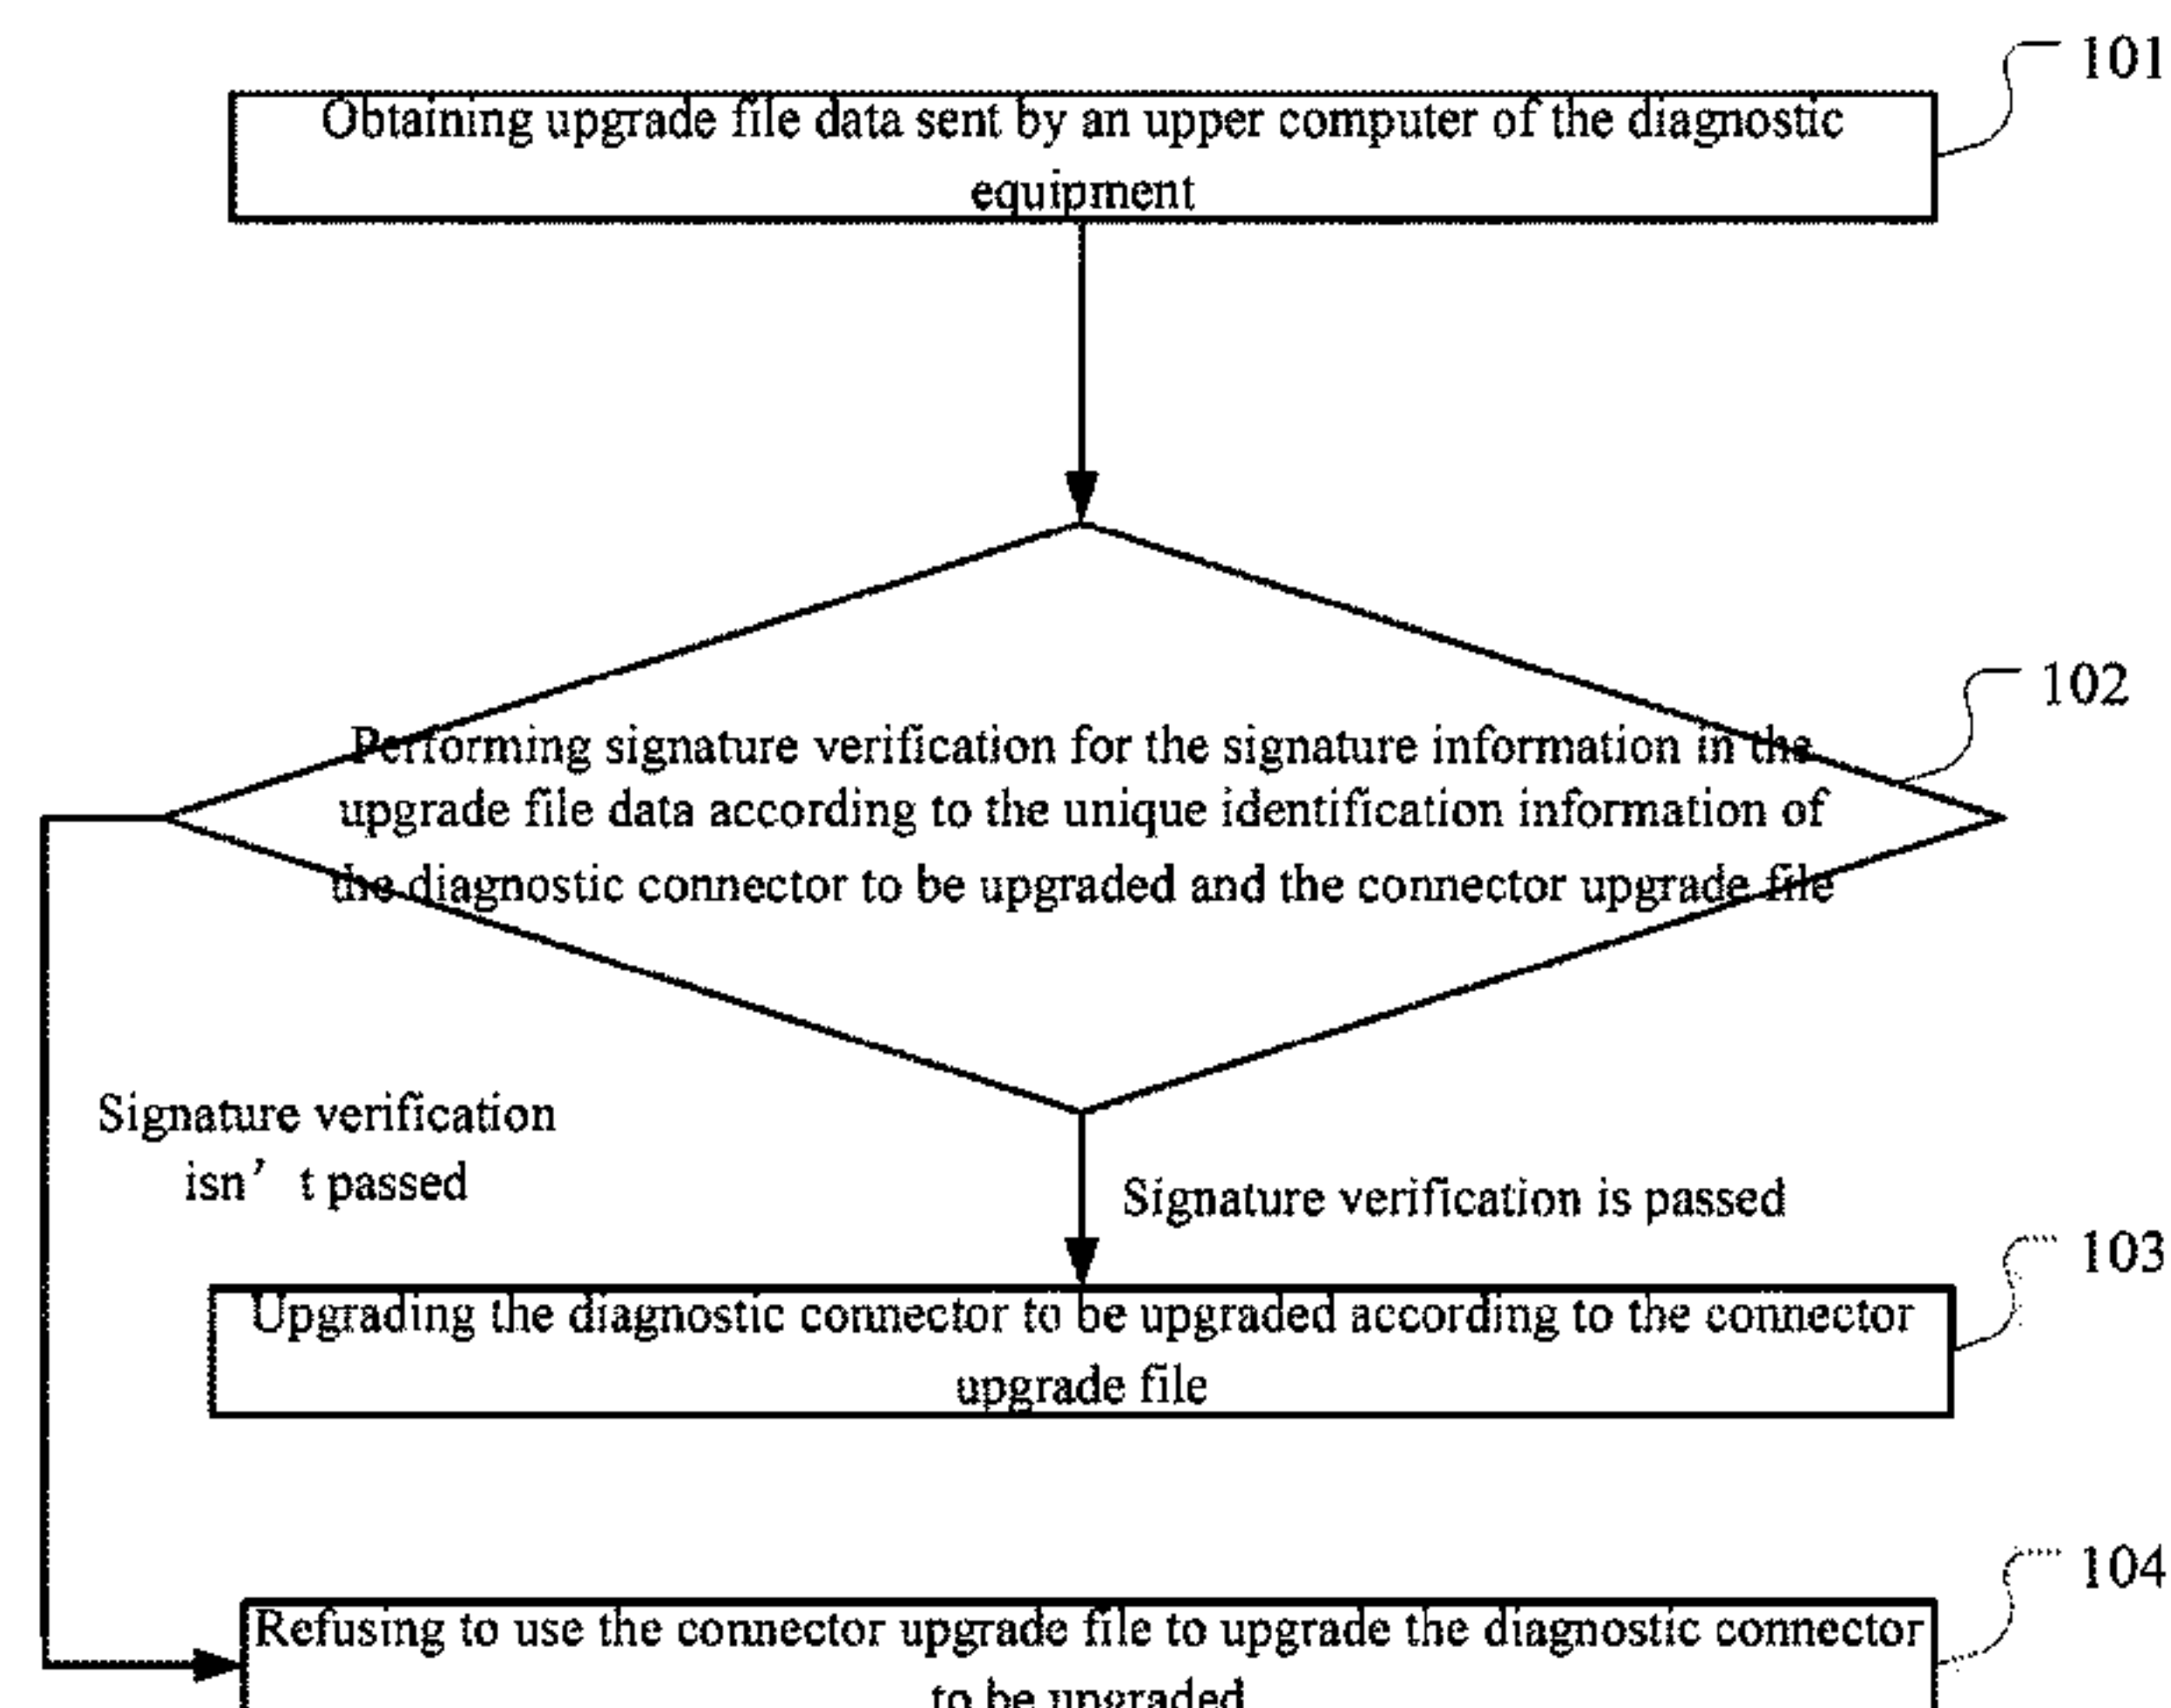 101
Obtaining upgrade file data sent by an upper computer of the diagnostic
equipment
102
Performing signature verification for the signature information in the
upgrade file data according to the unique identification information of
the diagnostic connector to be upgraded and the connector upgrade file
Signature verification
isn’ t passed
Signature verification is passed
103
Upgrading the diagnostic connector to be upgraded according to the connector
upgrade file
104
Refusing to use the connector upgrade file to upgrade the diagnostic connector
to be upgraded